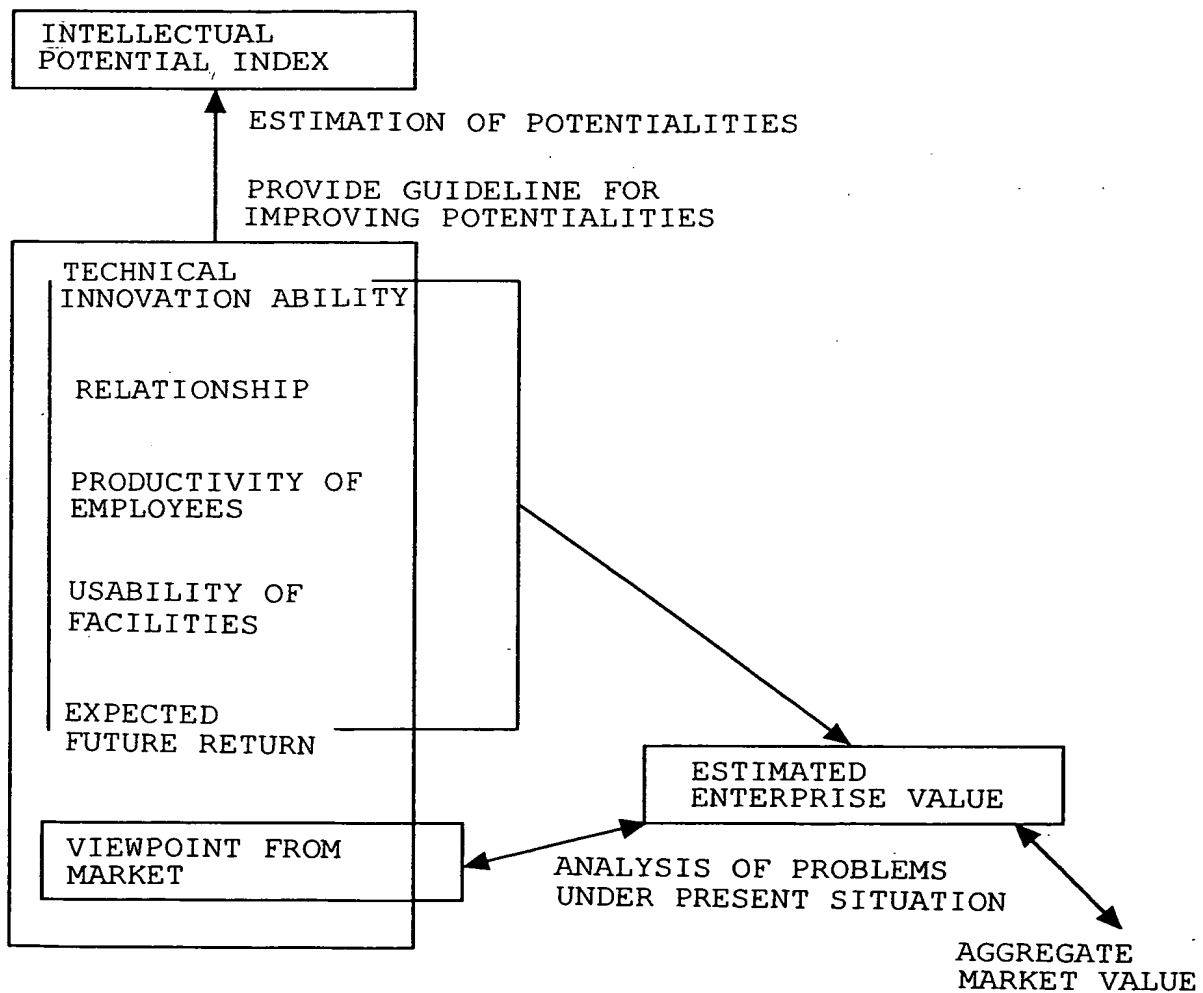 INTELLECTUAL
POTENTIAL INDEX
ESTIMATION OF POTENTIALITIES
PROVIDE GUIDELINE FOR
IMPROVING POTENTIALITIES
TECHNICAL
INNOVATION ABILITY
RELATIONSHIP
PRODUCTIVITY OF
EMPLOYEES
USABILITY OF
FACILITIES
EXPECTED
FUTURE RETURN
ESTIMATED
ENTERPRISE VALUE
VIEWPOINT FROM
MARKET
ANALYSIS OF PROBLEMS
UNDER PRESENT SITUATION
AGGREGATE
MARKET VALUE